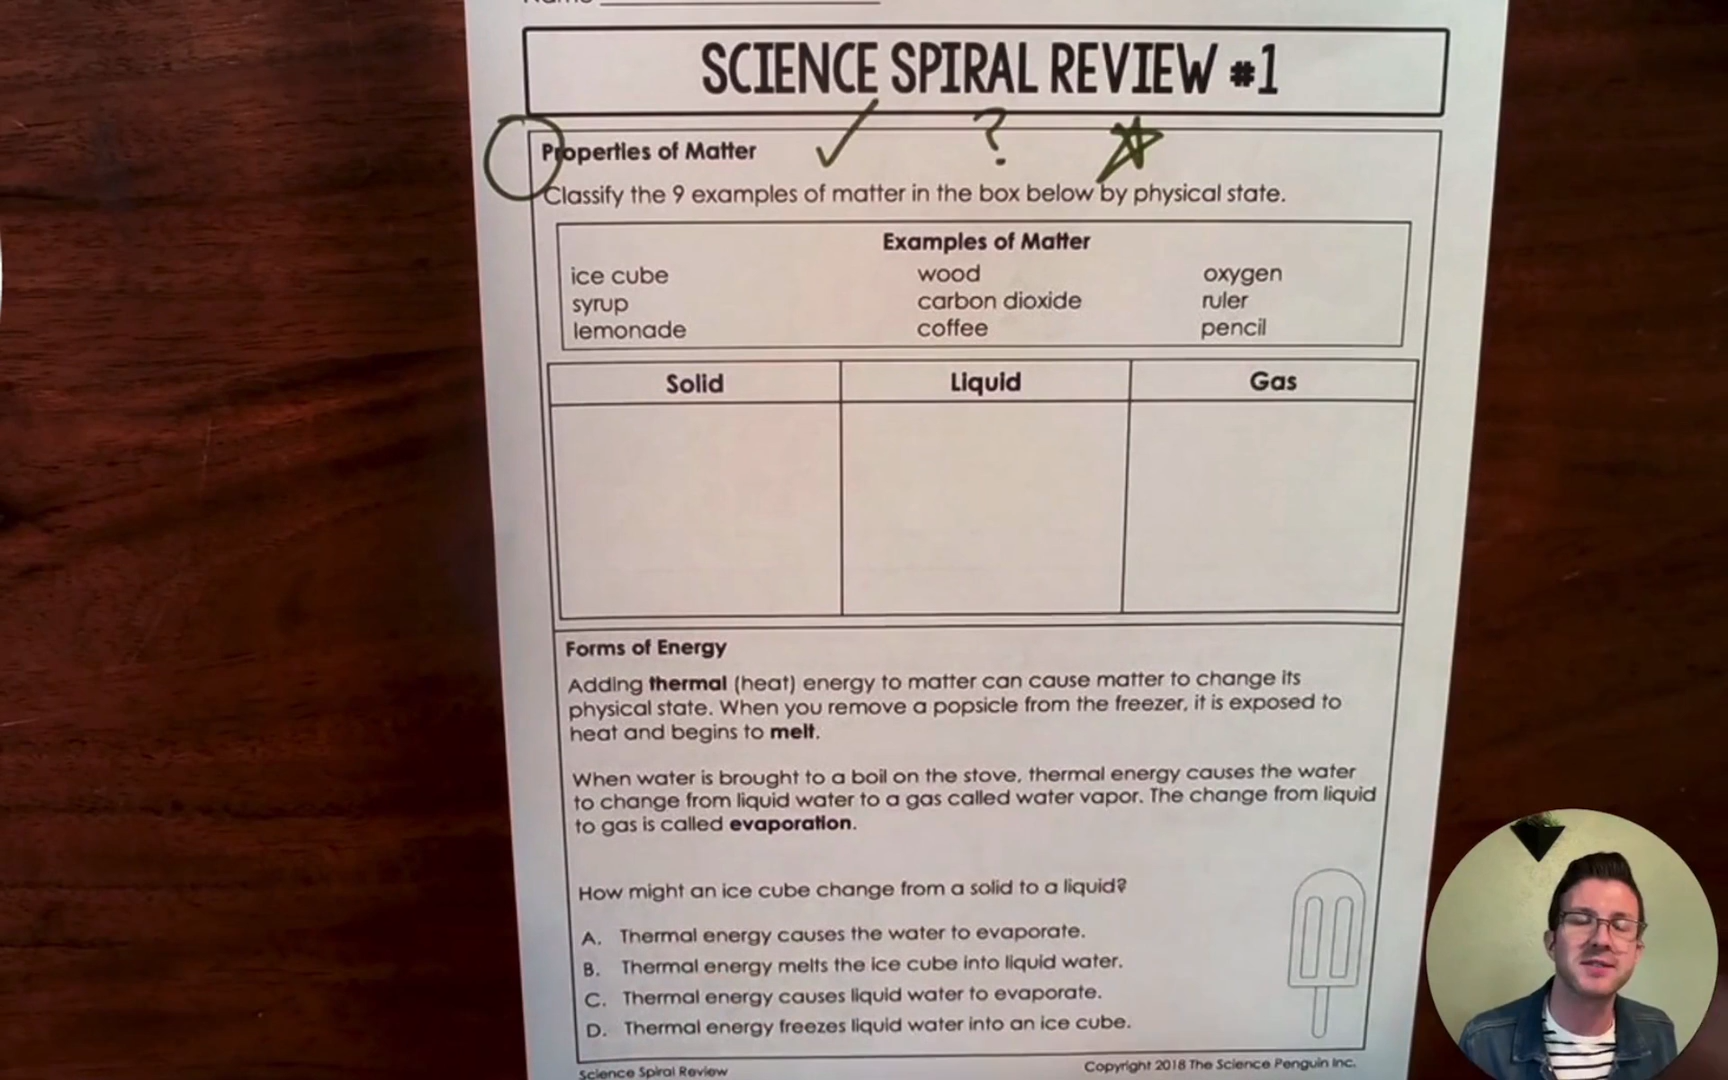 Name
SCIENCE SPIRAL REVIEW #1
Properties of Matter ✓ ? ☆
Classify the 9 examples of matter in the box below by physical state.
Examples of Matter
ice cube wood oxygen
syrup carbon dioxide ruler
lemonade coffee pencil
Solid Liquid Gas
Forms of Energy
Adding thermal (heat) energy to matter can cause matter to change its
physical state. When you remove a popsicle from the freezer, it is exposed to
heat and begins to melt.
When water is brought to a boil on the stove, thermal energy causes the water
to change from liquid water to a gas called water vapor. The change from liquid
to gas is called evaporation.
How might an ice cube change from a solid to a liquid?
A. Thermal energy causes the water to evaporate.
B. Thermal energy melts the ice cube into liquid water.
C. Thermal energy causes liquid water to evaporate.
D. Thermal energy freezes liquid water into an ice cube.
Science Spiral Review Copyright 2018 The Science Penguin Inc.